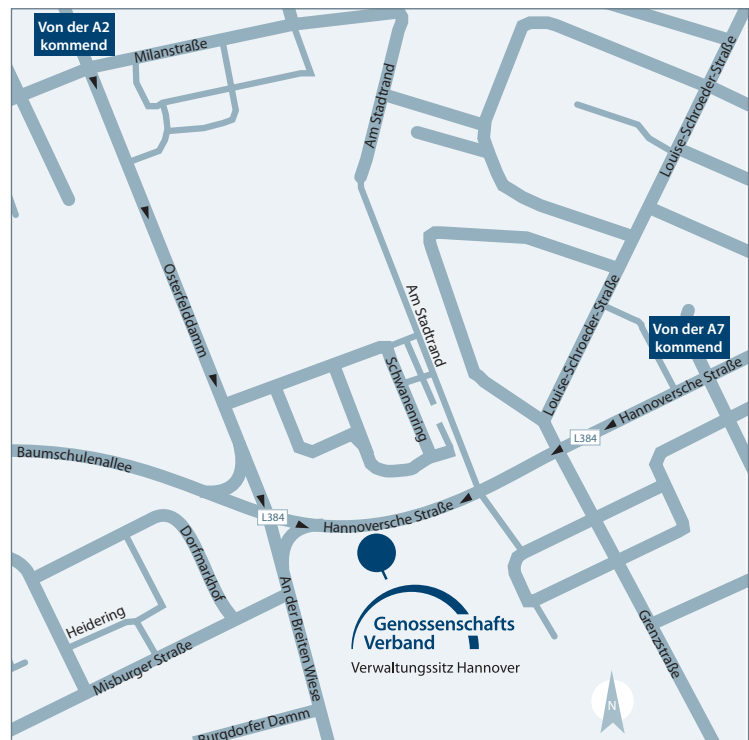 Von der A2
kommend
Milanstraße
Am Stadtrand
Louise-Schroeder-Straße
Osterfelddamm
Am Stadtrand
Louise-Schroeder-Straße
Von der A7
kommend
Schwanenring
Hannoversche Straße
L384
Baumschulenallee
L384
Hannoversche Straße
Dorfmarkhof
An der Breiten Wiese
Heidering
Genossenschafts
Verband
Verwaltungssitz Hannover
Misburger Straße
Grenzstraße
N
Burgdorfer Damm